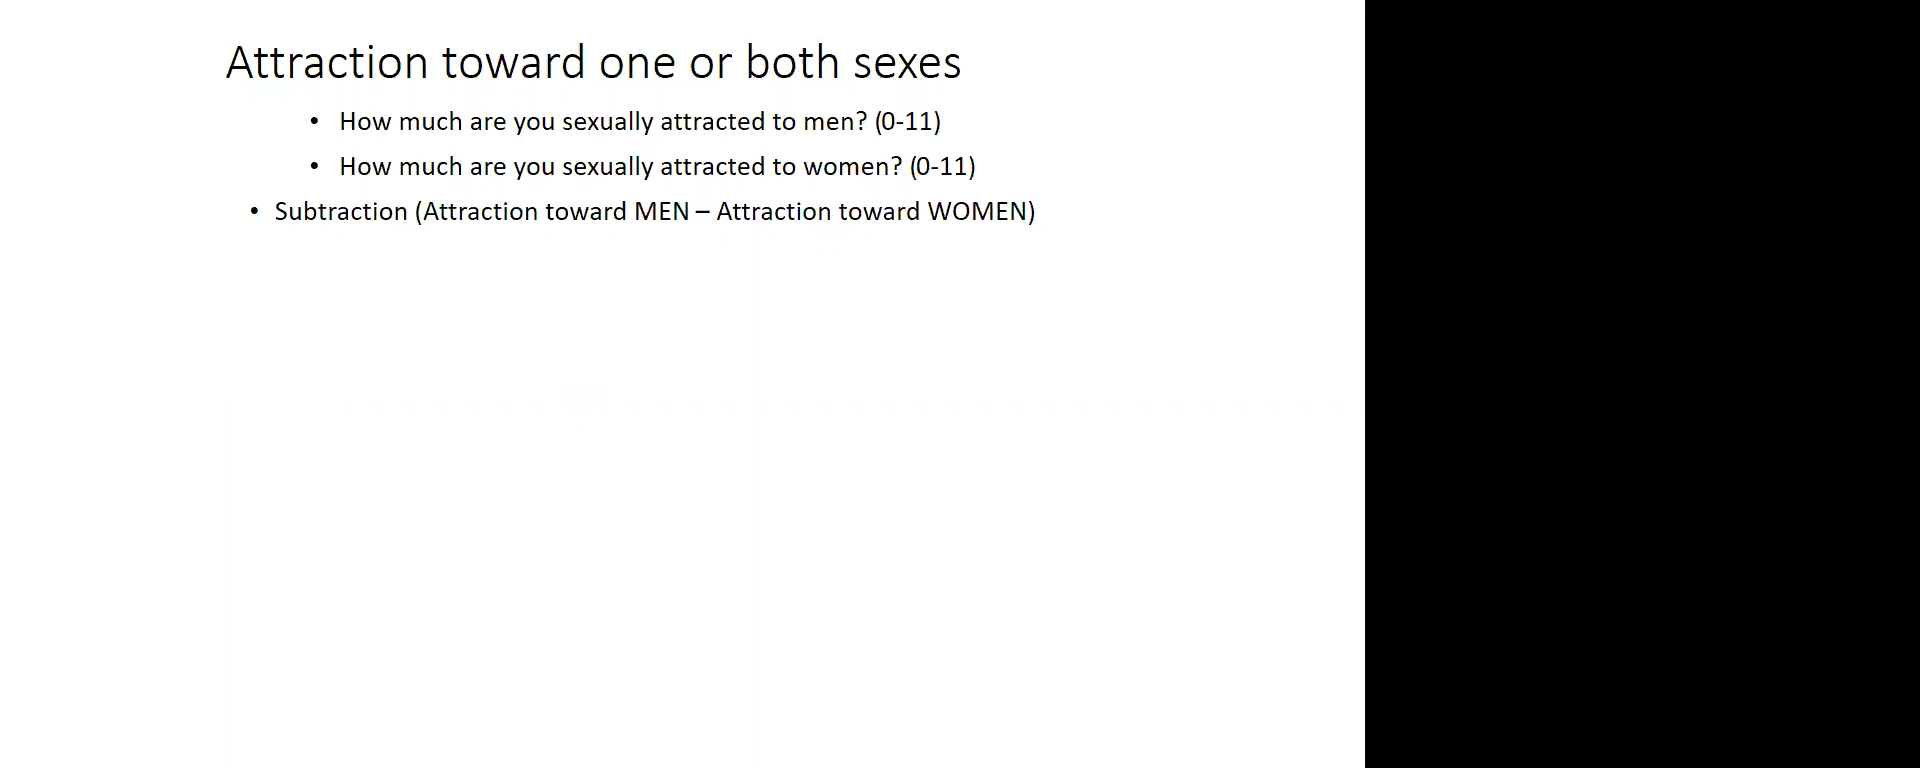 Attraction toward one or both sexes
• How much are you sexually attracted to men? (0-11)
• How much are you sexually attracted to women? (0-11)
• Subtraction (Attraction toward MEN – Attraction toward WOMEN)